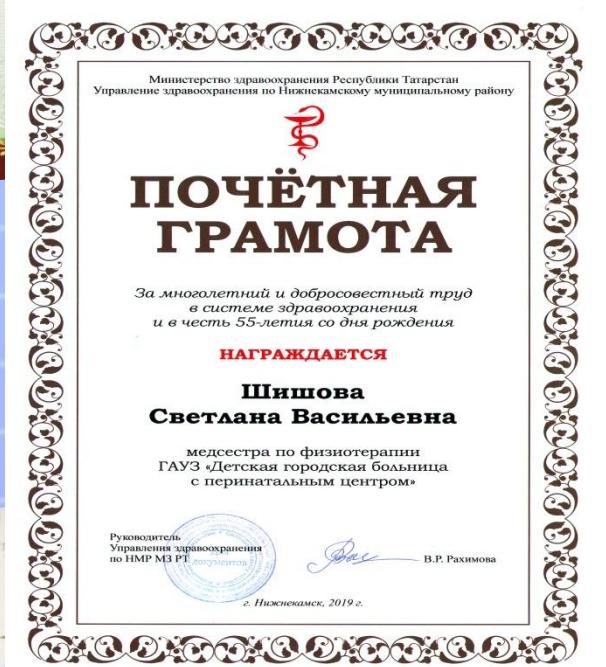 Министерство здравоохранения Республики Татарстан
Управление здравоохранения по Нижнекамскому муниципальному району
ПОЧЁТНАЯ
ГРАМОТА
За многолетний и добросовестный труд
в системе здравоохранения
и в честь 55-летия со дня рождения
НАГРАЖДАЕТСЯ
Шишова
Светлана Васильевна
медсестра по физиотерапии
ГАУЗ «Детская городская больница
с перинатальным центром»
Руководитель
Управления здравоохранения
по НМР МЗ РТ
документов
В.Р. Рахимова
г. Нижнекамск, 2019 г.